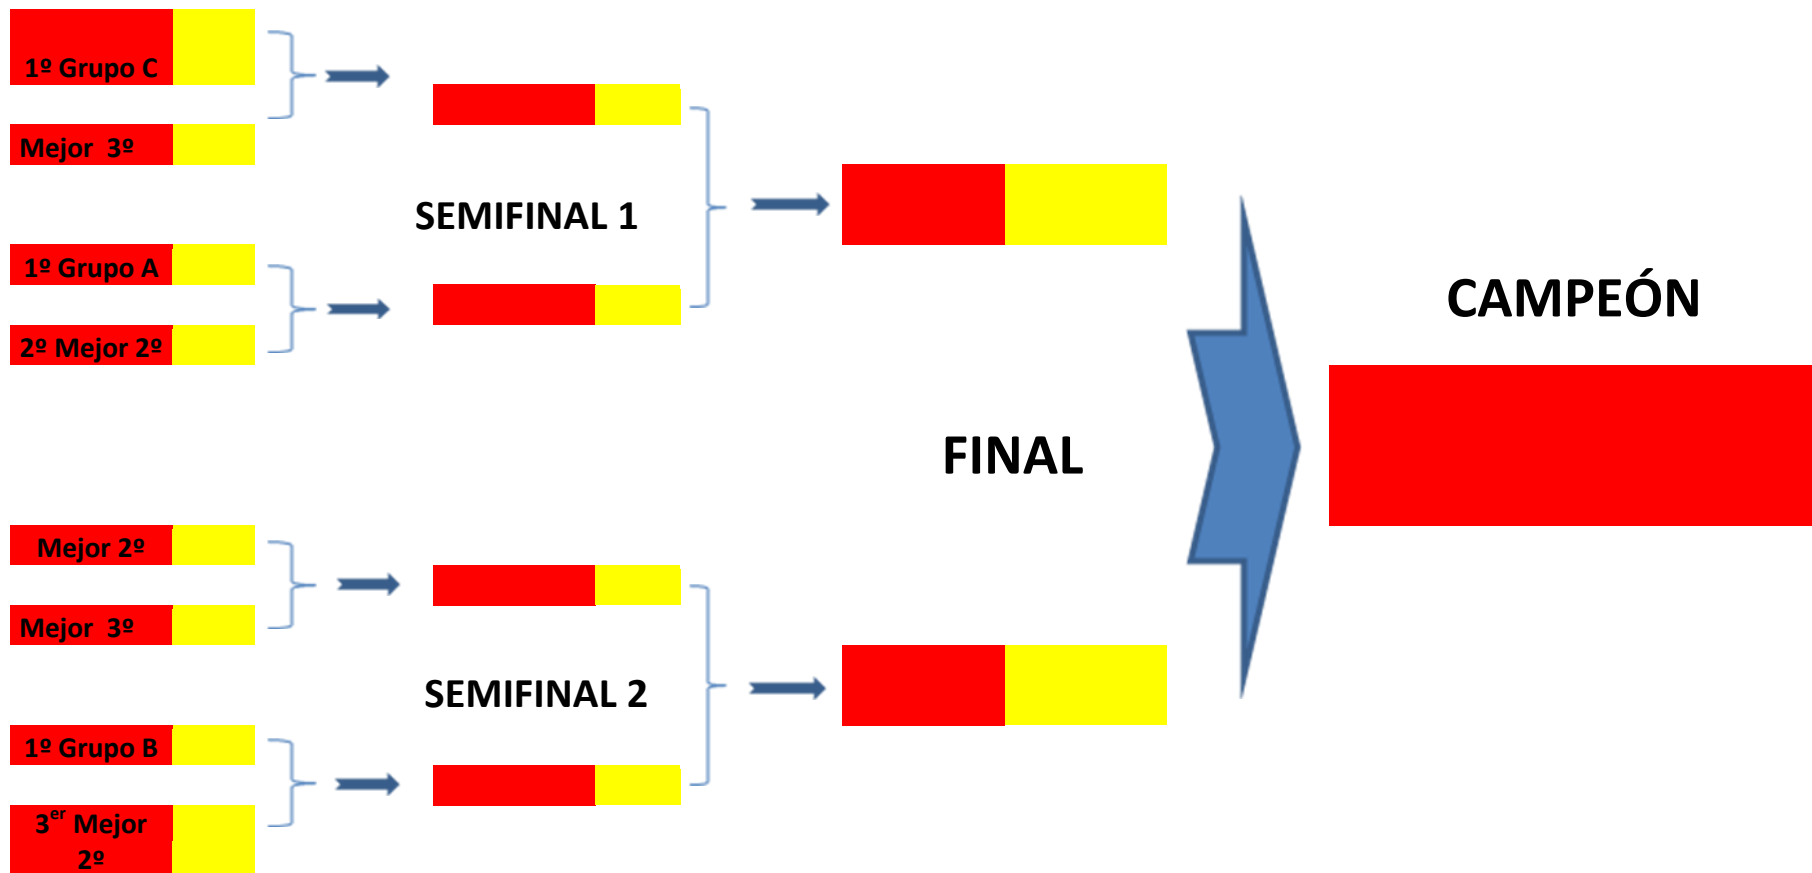 1º Grupo C
Mejor 3º
1º Grupo A
2º Mejor 2º
SEMIFINAL 1
Mejor 2º
Mejor 3º
1º Grupo B
3er Mejor
2º
SEMIFINAL 2
FINAL
CAMPEÓN